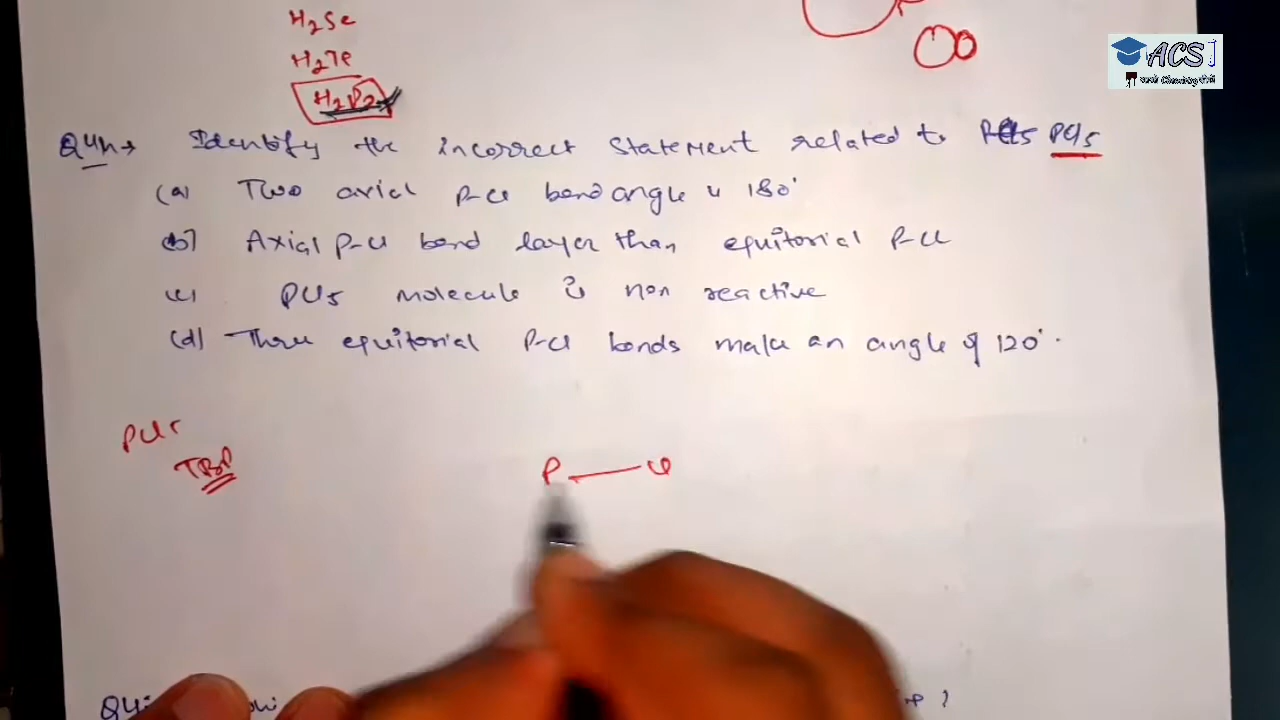 H2Se
H2Te
ACS
Q4h→ Identify the incorrect statement related to PCl5
(a) Two axial P-Cl bond angle is 180°
(b) Axial P-Cl bond layer than equitorial P-Cl
(c) PCl5 molecule is non reactive
(d) Three equitorial P-Cl bonds make an angle of 120°.
PCl5
TBP
P — Cl